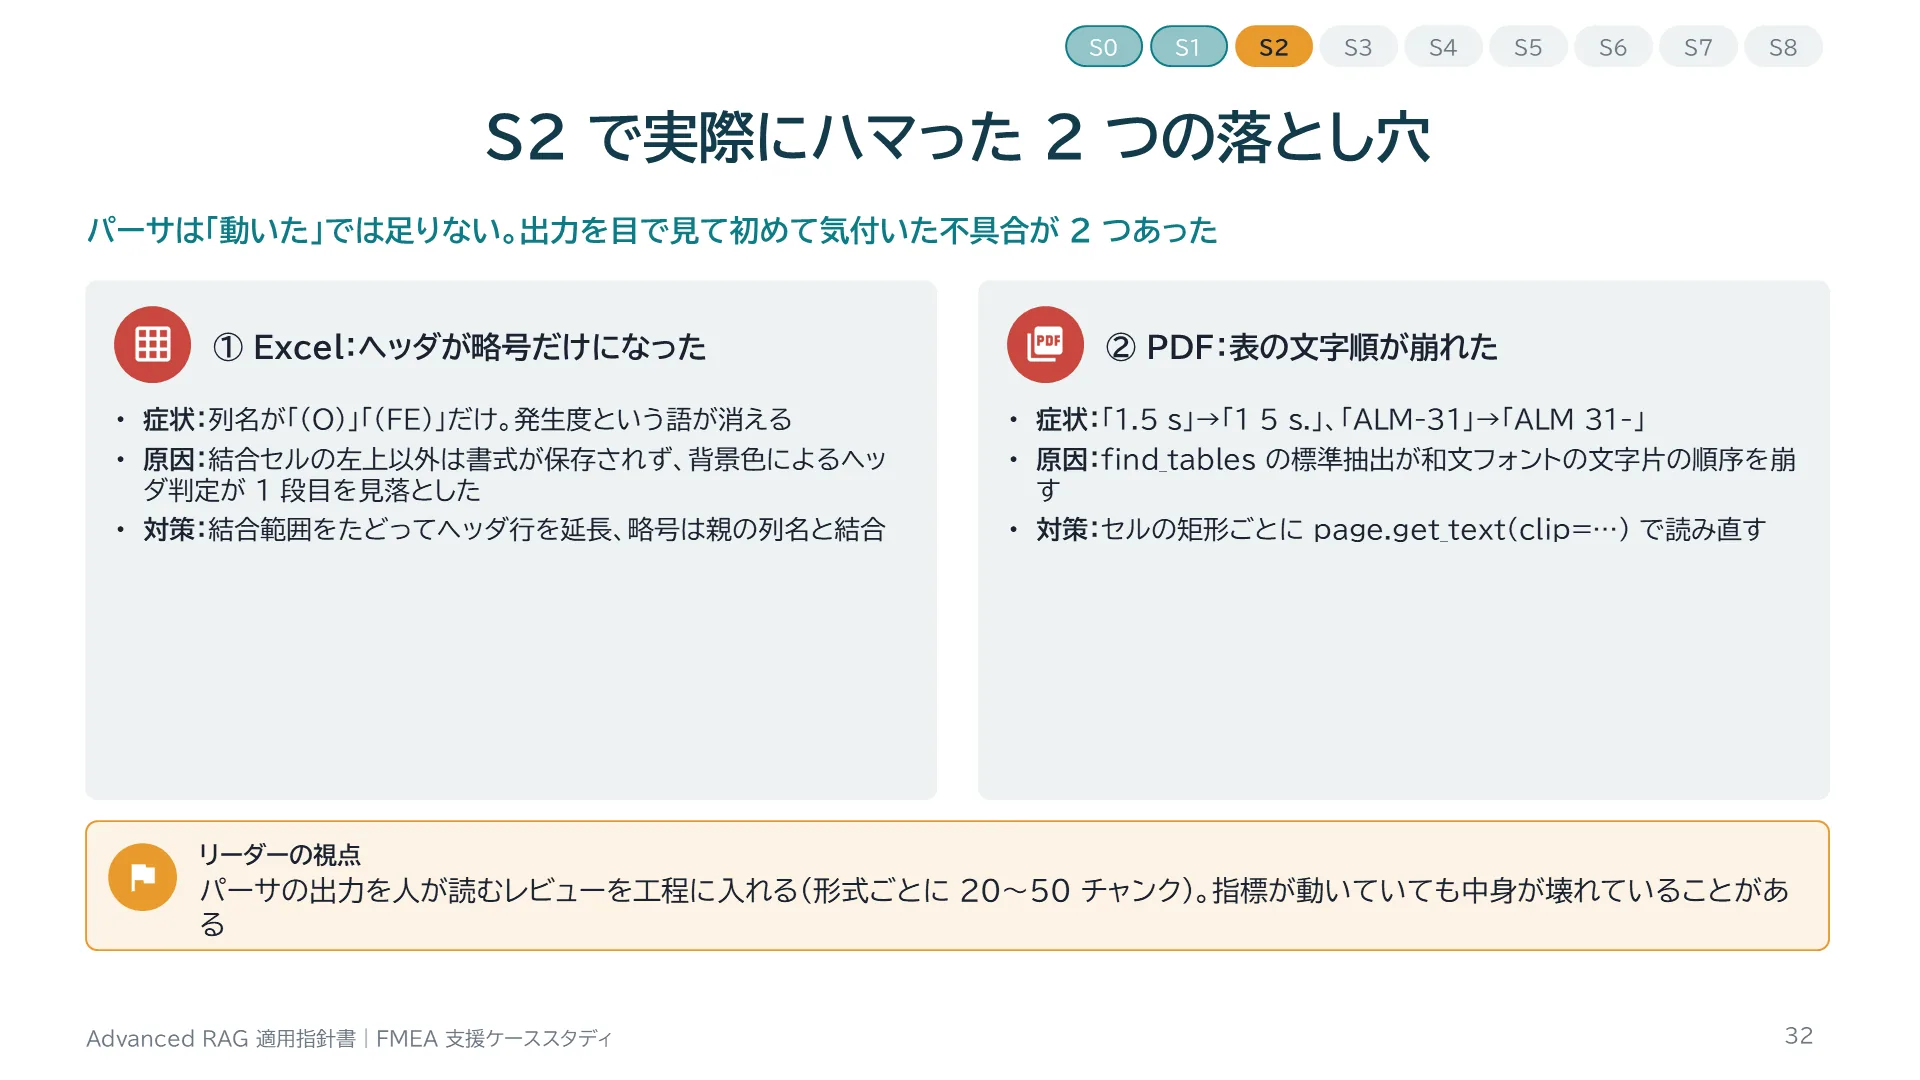 S0 S1 S2 S3 S4 S5 S6 S7 S8
S2 で実際にハマった 2 つの落とし穴
パーサは「動いた」では足りない。出力を目で見て初めて気付いた不具合が 2 つあった
① Excel：ヘッダが略号だけになった
• 症状：列名が「（O）」「（FE）」だけ。発生度という語が消える
• 原因：結合セルの左上以外は書式が保存されず、背景色によるヘッ
ダ判定が 1 段目を見落とした
• 対策：結合範囲をたどってヘッダ行を延長、略号は親の列名と結合
PDF
② PDF：表の文字順が崩れた
• 症状：「1.5 s」→「1 5 s.」、「ALM-31」→「ALM 31-」
• 原因：find_tables の標準抽出が和文フォントの文字片の順序を崩
す
• 対策：セルの矩形ごとに page.get_text(clip=…) で読み直す
リーダーの視点
パーサの出力を人が読むレビューを工程に入れる（形式ごとに 20～50 チャンク）。指標が動いていても中身が壊れていることがあ
る
Advanced RAG 適用指針書｜FMEA 支援ケーススタディ
32